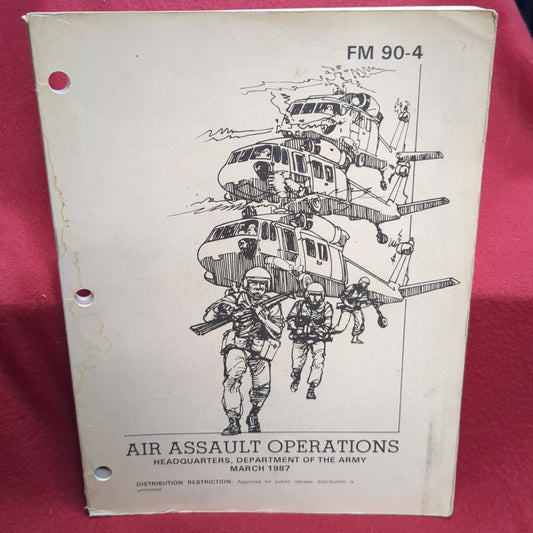 FM 90-4
AIR ASSAULT OPERATIONS
HEADQUARTERS, DEPARTMENT OF THE ARMY
MARCH 1987
DISTRIBUTION RESTRICTION: Approved for public release, distribution is
unlimited